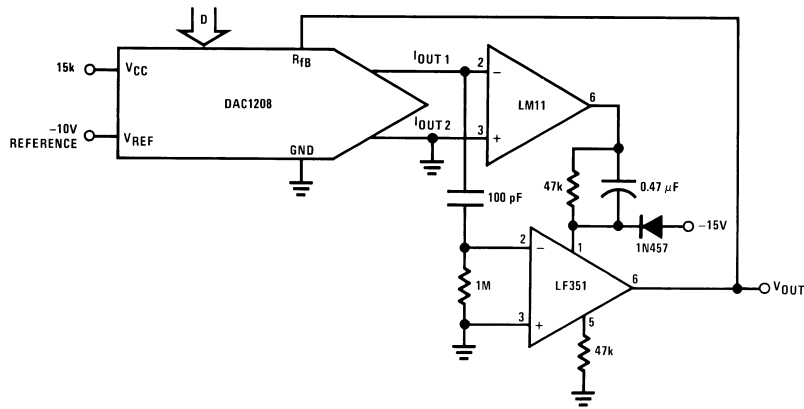 D
15k
VCC
RfB
IOUT 1
2
−
LM11
6
DAC1208
−10V
REFERENCE
VREF
IOUT 2
3
+
GND
47k
0.47 μF
100 pF
−15V
1N457
2
−
1
1M
LF351
6
VOUT
3
+
5
47k